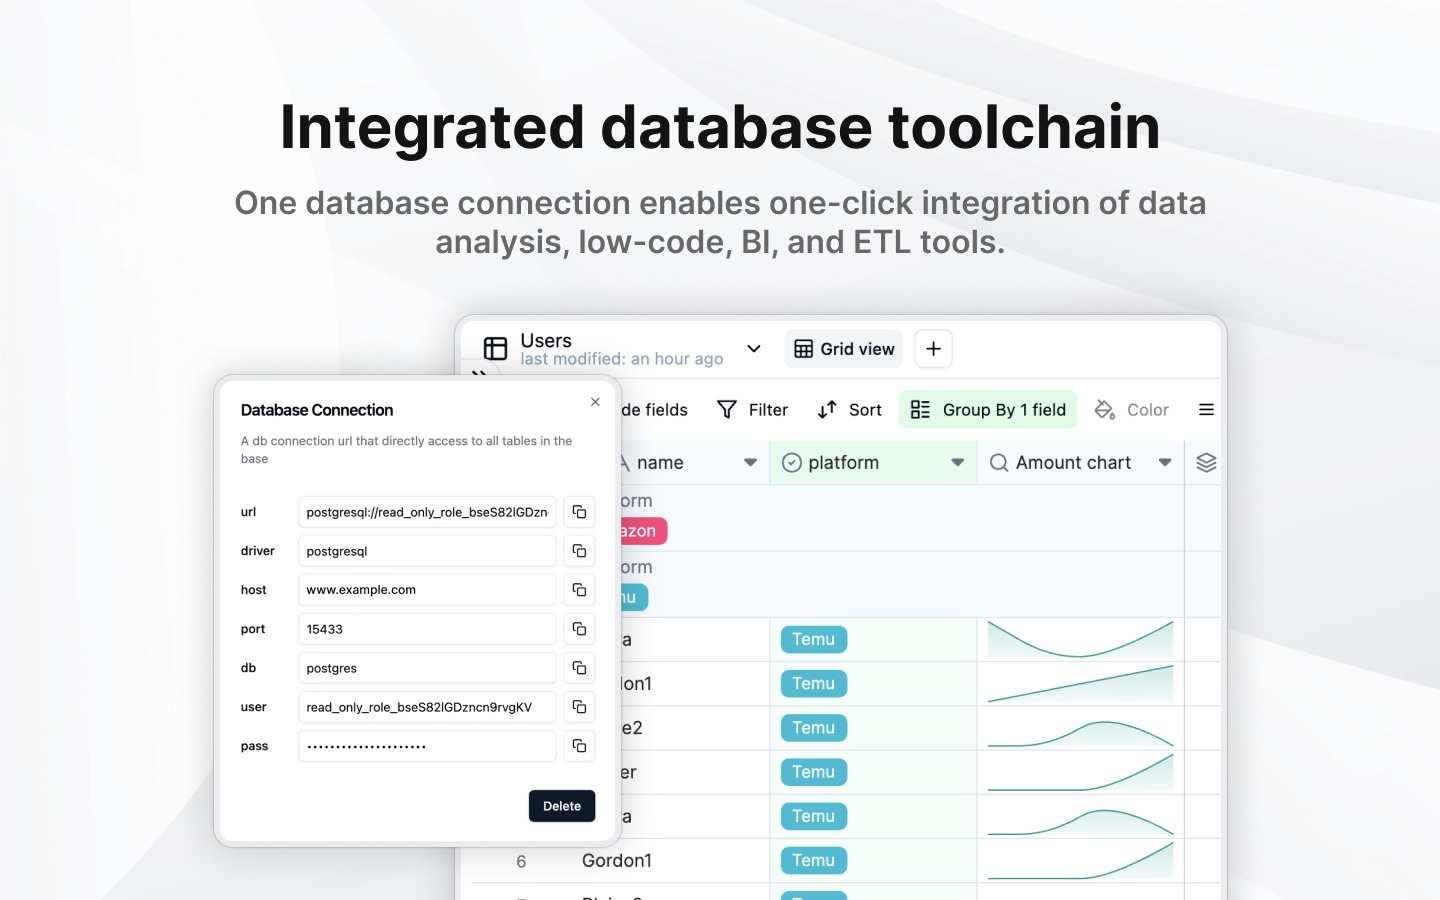 Integrated database toolchain
One database connection enables one-click integration of data
analysis, low-code, BI, and ETL tools.
Users
last modified: an hour ago
Grid view
de fields
Filter
Sort
Group By 1 field
Color
name
platform
Amount chart
orm
azon
orm
nu
a
Temu
lon1
Temu
e2
Temu
er
Temu
a
Temu
6
Gordon1
Temu
Database Connection
A db connection url that directly access to all tables in the
base
url
postgresql://read_only_role_bseS82IGDzn
driver
postgresql
host
www.example.com
port
15433
db
postgres
user
read_only_role_bseS82IGDzncn9rvgKV
pass
•••••••••••••••••••••
Delete